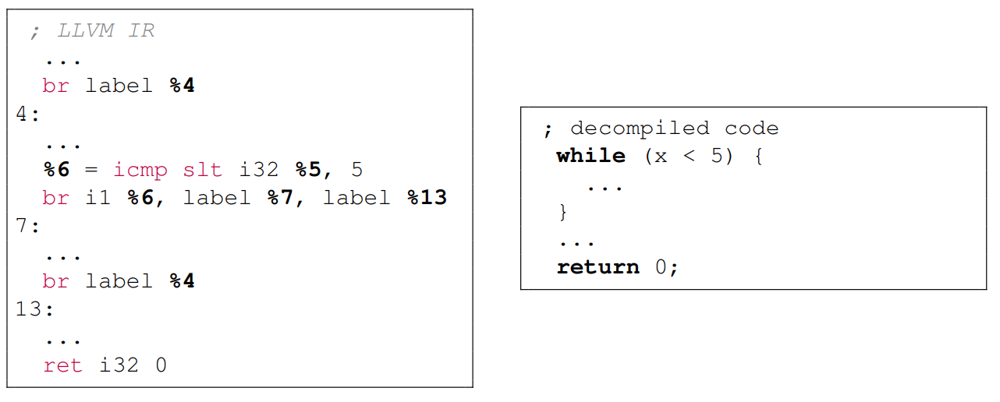 ; LLVM IR
...
br label %4
4:
...
%6 = icmp slt i32 %5, 5
br i1 %6, label %7, label %13
7:
...
br label %4
13:
...
ret i32 0
; decompiled code
while (x < 5) {
...
}
...
return 0;